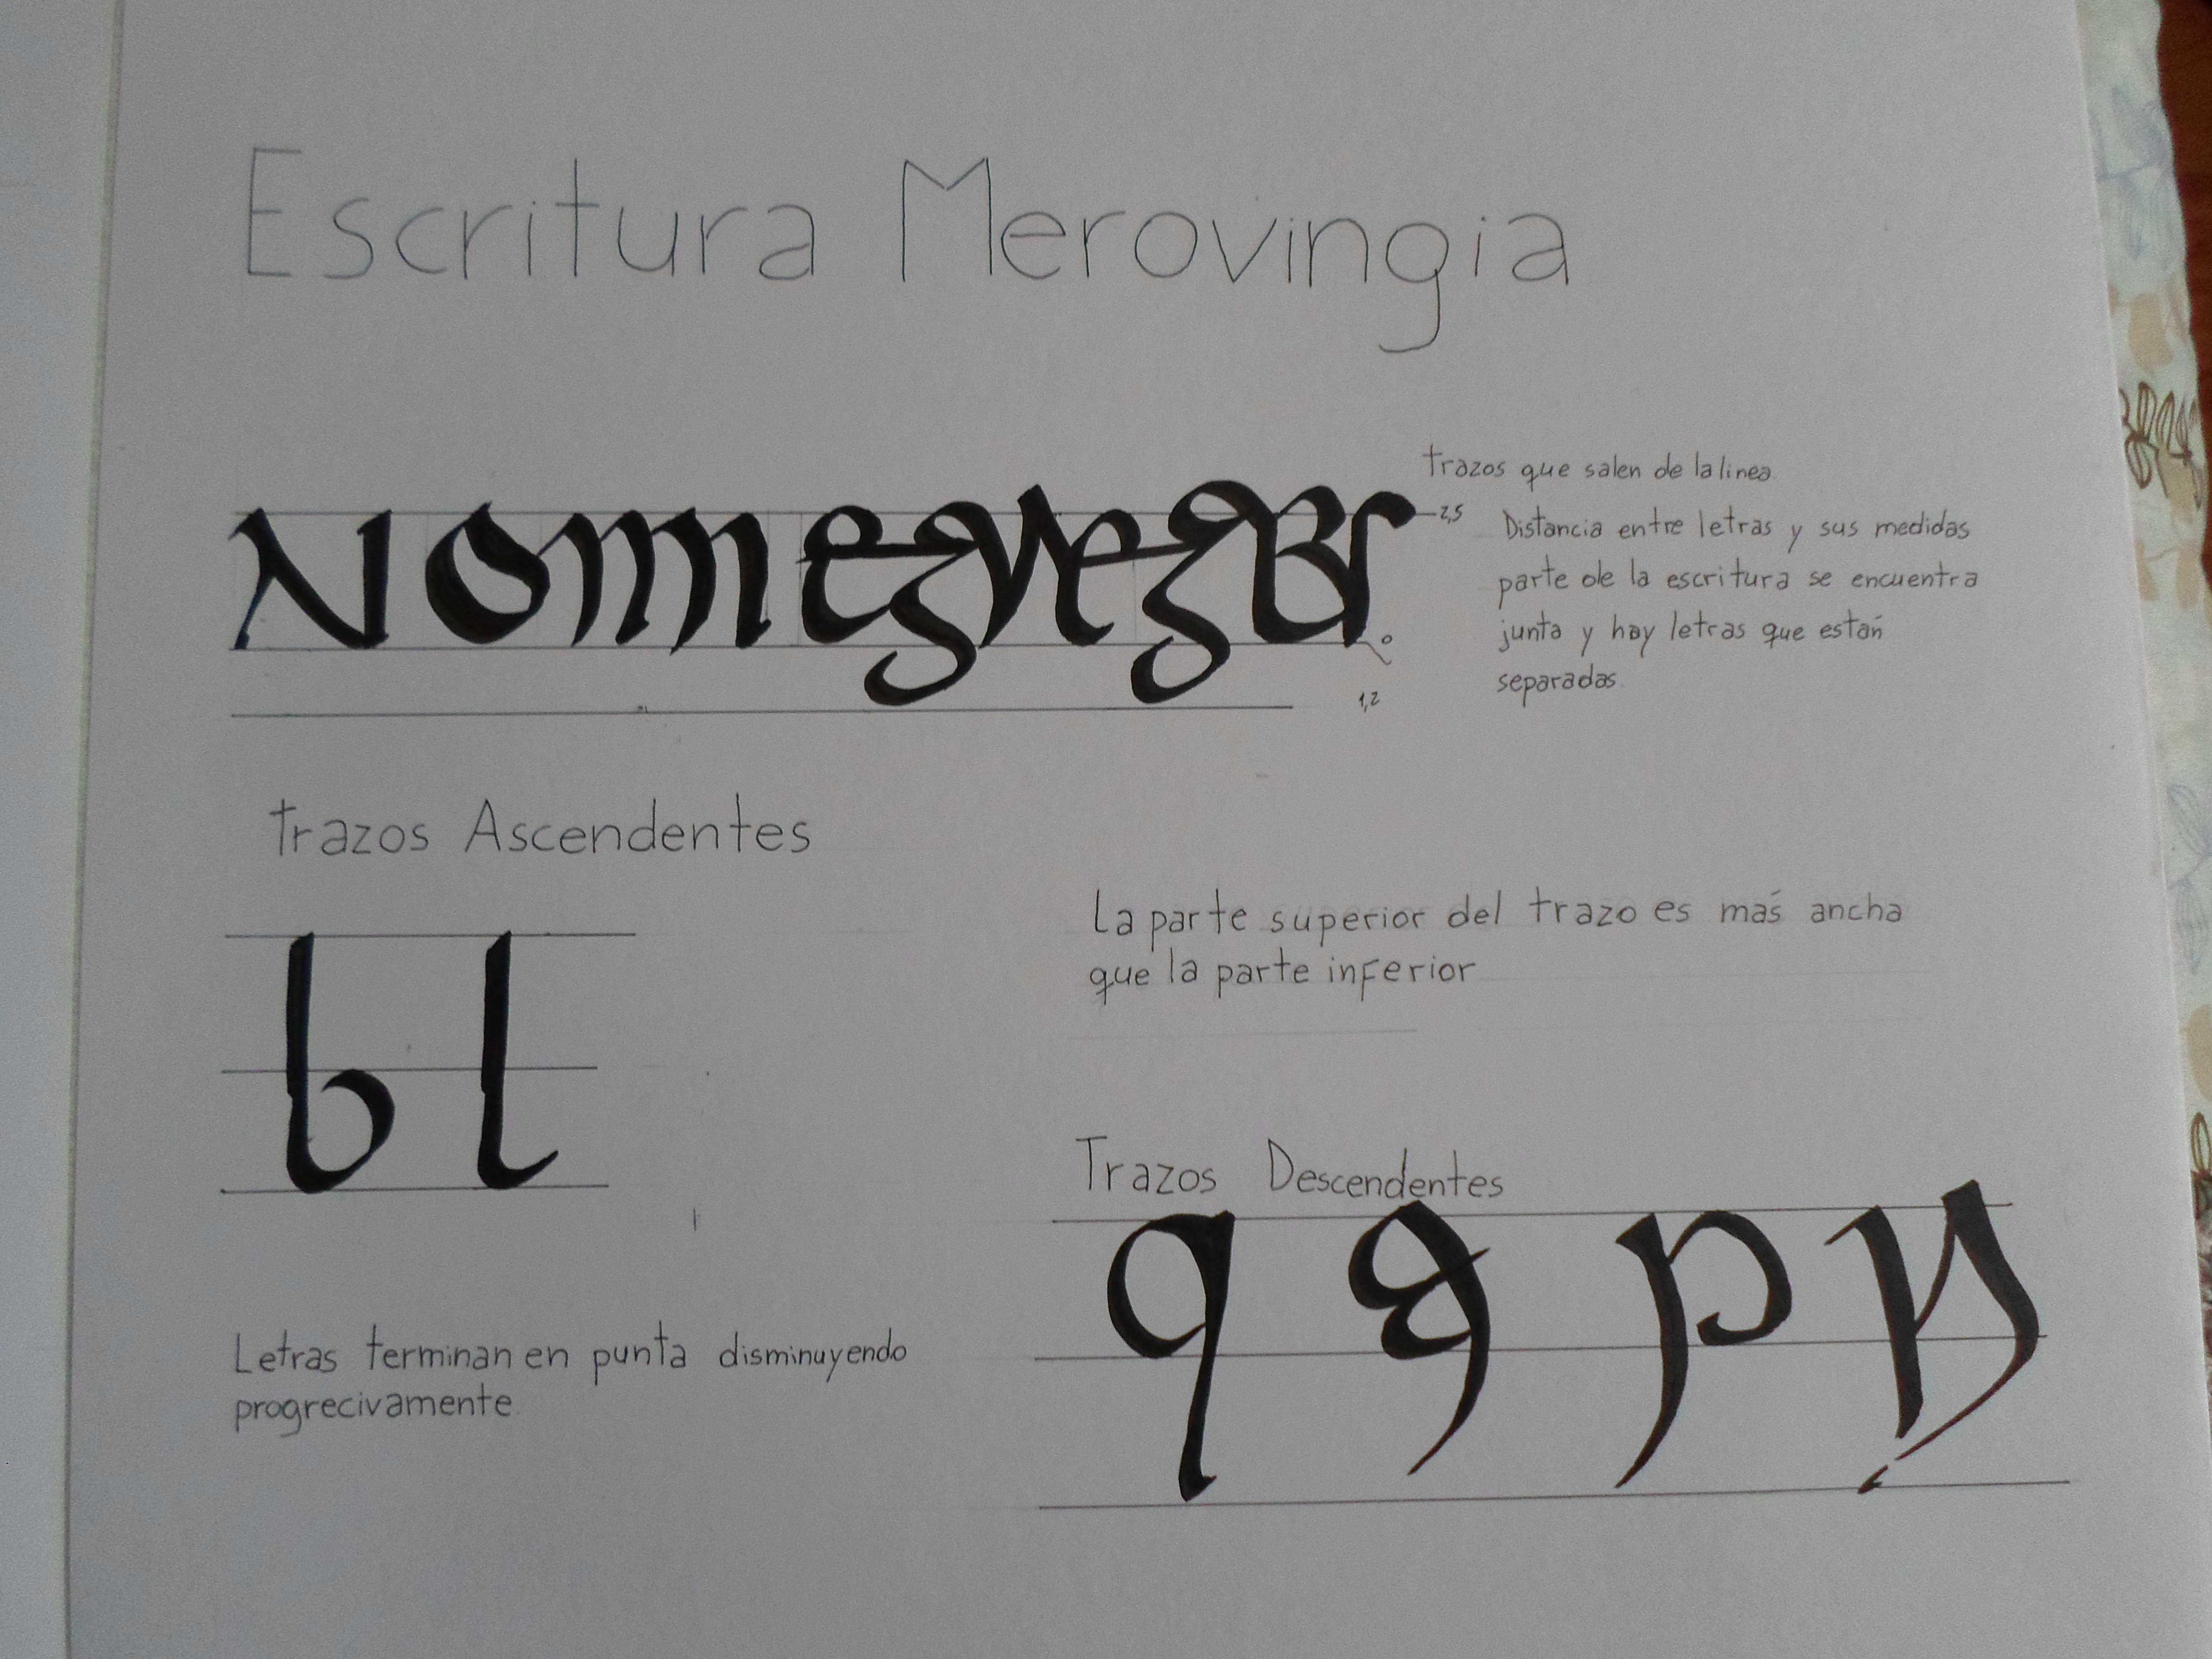 Escritura Merovingia
trazos que salen de la linea
2,5
Distancia entre letras y sus medidas
parte de la escritura se encuentra
junta y hay letras que están
separadas.
1,2
trazos Ascendentes
b l
La parte superior del trazo es más ancha
que la parte inferior
Trazos Descendentes
Letras terminan en punta disminuyendo
progrecivamente.